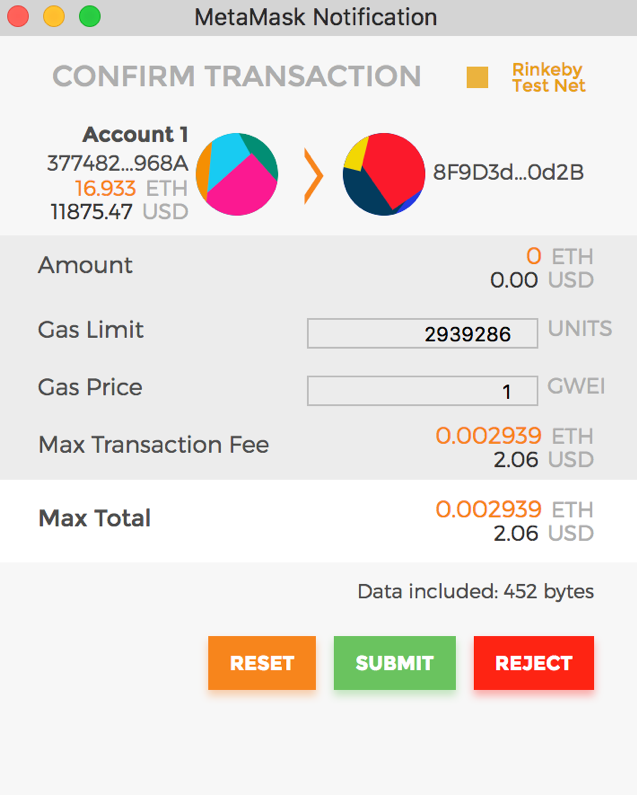 MetaMask Notification
CONFIRM TRANSACTION
Rinkeby
Test Net
Account 1
377482...968A
16.933 ETH
11875.47 USD
8F9D3d...0d2B
Amount
0 ETH
0.00 USD
Gas Limit
2939286 UNITS
Gas Price
1 GWEI
Max Transaction Fee
0.002939 ETH
2.06 USD
Max Total
0.002939 ETH
2.06 USD
Data included: 452 bytes
RESET SUBMIT REJECT